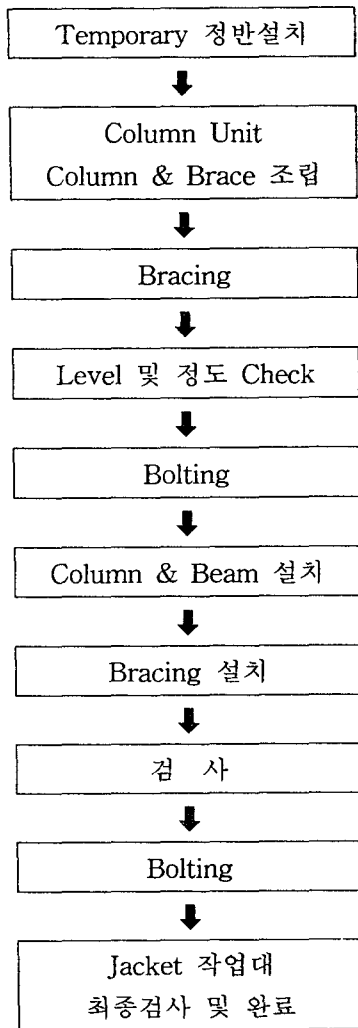 Temporary 정반설치
Column Unit
Column & Brace 조립
Bracing
Level 및 정도 Check
Bolting
Column & Beam 설치
Bracing 설치
검 사
Bolting
Jacket 작업대
최종검사 및 완료